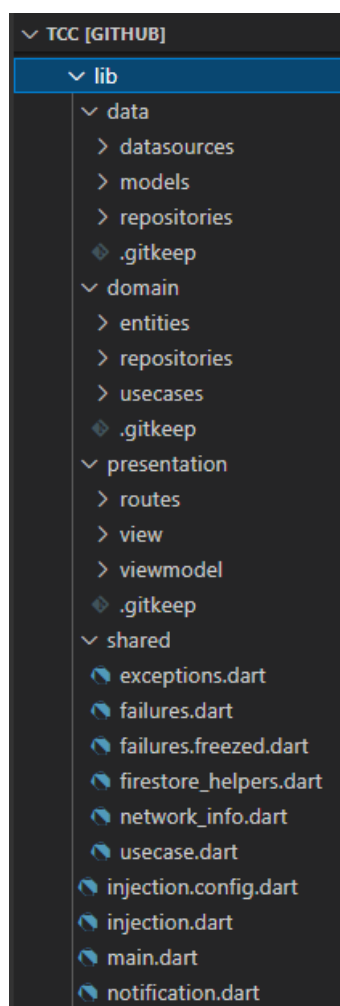 TCC [GITHUB]
lib
data
datasources
models
repositories
.gitkeep
domain
entities
repositories
usecases
.gitkeep
presentation
routes
view
viewmodel
.gitkeep
shared
exceptions.dart
failures.dart
failures.freezed.dart
firestore_helpers.dart
network_info.dart
usecase.dart
injection.config.dart
injection.dart
main.dart
notification.dart